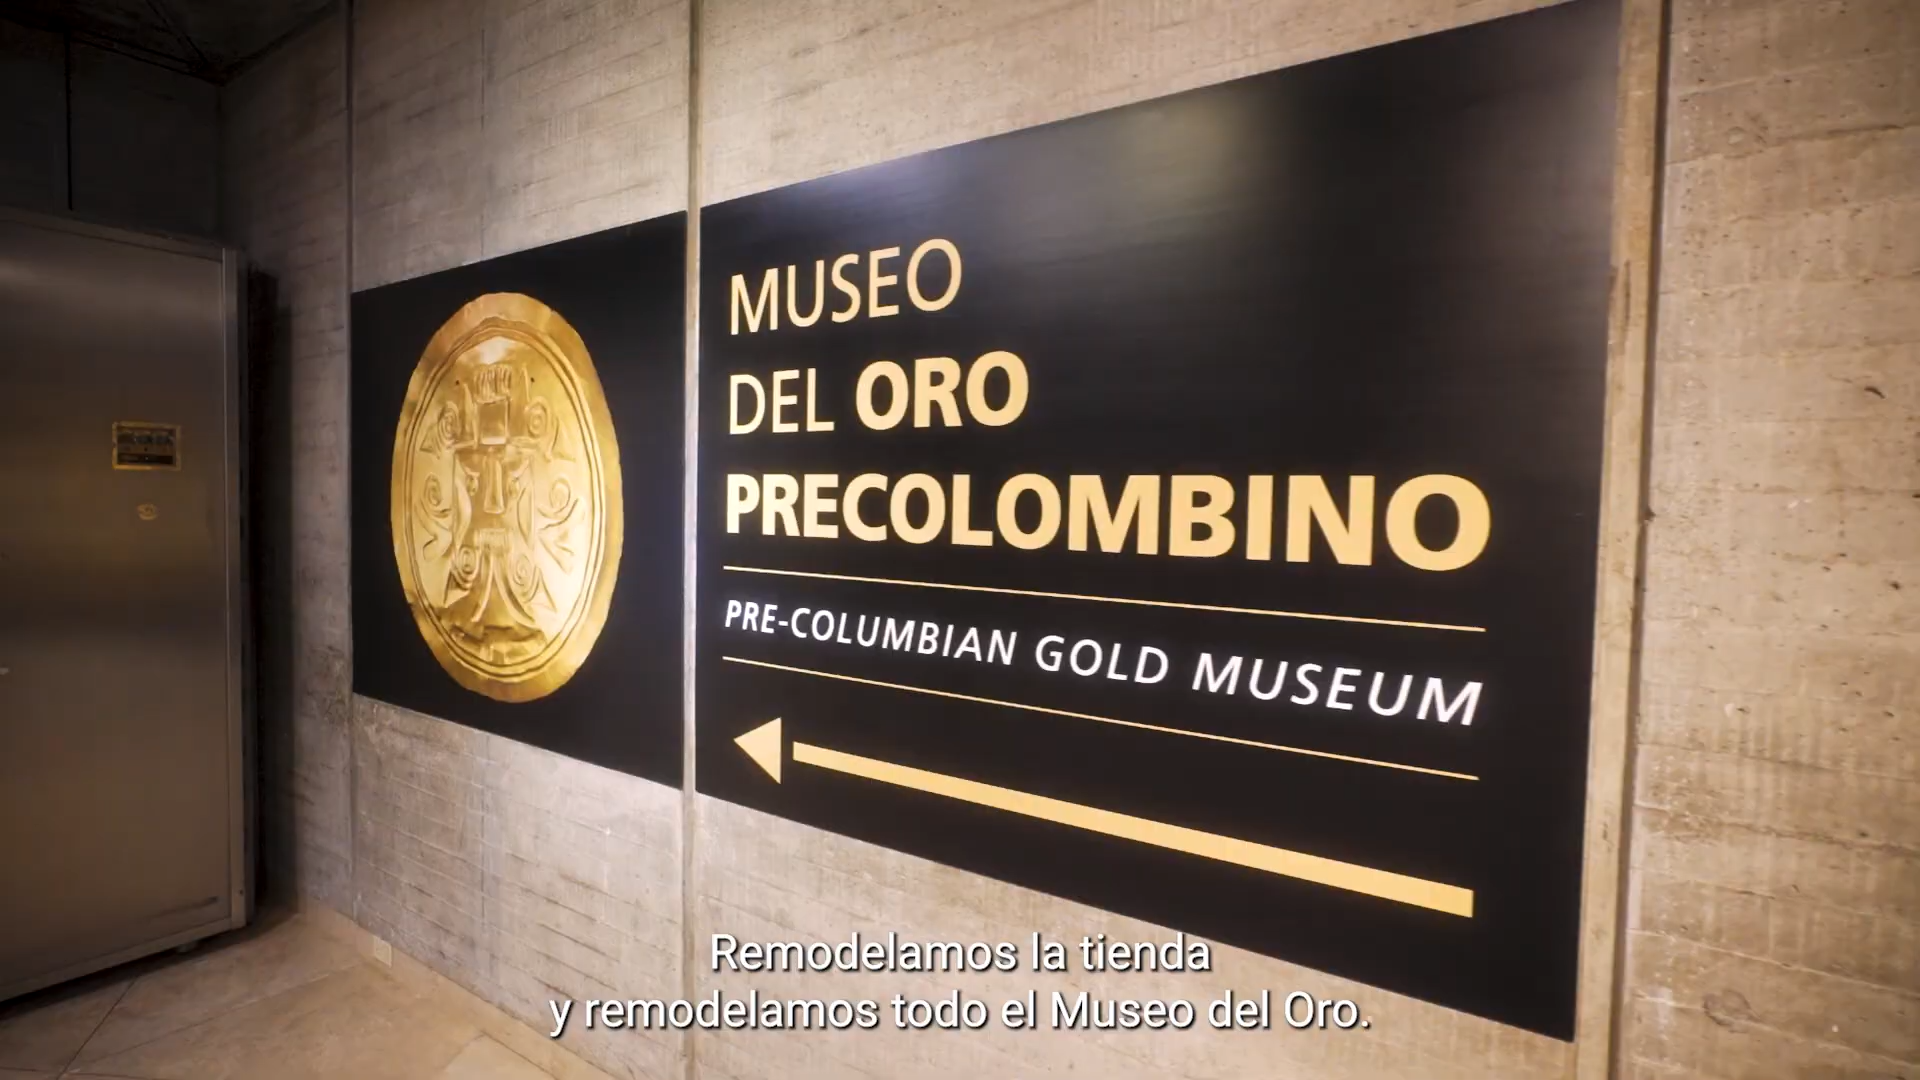 MUSEO
DEL ORO
PRECOLOMBINO
PRE-COLUMBIAN GOLD MUSEUM
Remodelamos la tienda
y remodelamos todo el Museo del Oro.